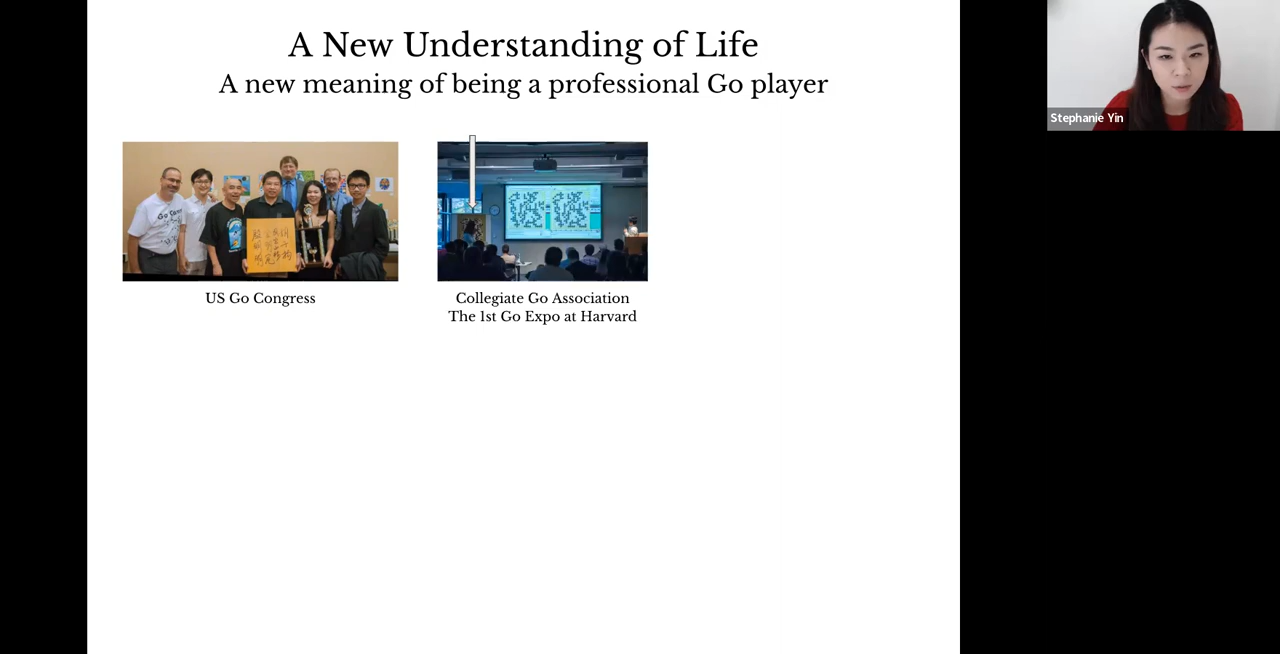 A New Understanding of Life
A new meaning of being a professional Go player
Stephanie Yin
US Go Congress
Collegiate Go Association
The 1st Go Expo at Harvard